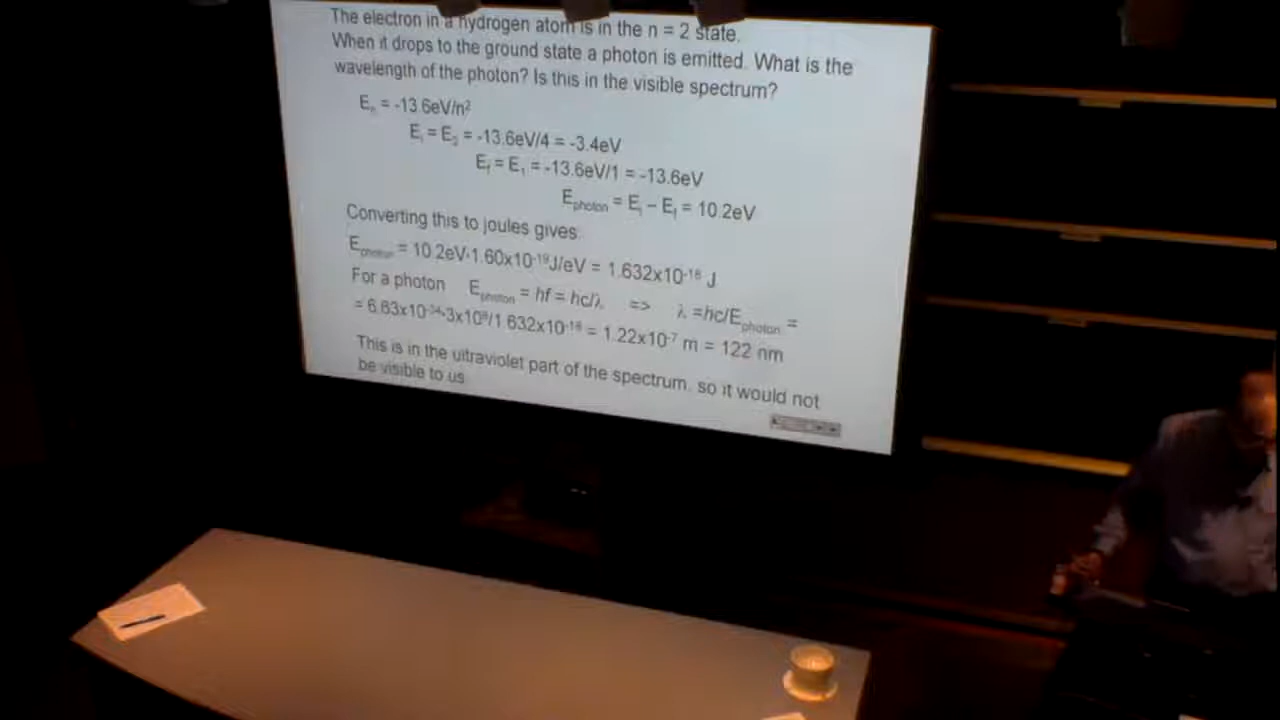 The electron in a hydrogen atom is in the n = 2 state.
When it drops to the ground state a photon is emitted. What is the
wavelength of the photon? Is this in the visible spectrum?
Eₙ = -13.6eV/n²
Eᵢ = E₂ = -13.6eV/4 = -3.4eV
E_f = E₁ = -13.6eV/1 = -13.6eV
E_photon = Eᵢ – E_f = 10.2eV
Converting this to joules gives:
E_photon = 10.2eV·1.60x10⁻¹⁹J/eV = 1.632x10⁻¹⁸ J
For a photon E_photon = hf = hc/λ => λ =hc/E_photon =
= 6.63x10⁻³⁴·3x10⁸/1.632x10⁻¹⁸ = 1.22x10⁻⁷ m = 122 nm
This is in the ultraviolet part of the spectrum, so it would not
be visible to us